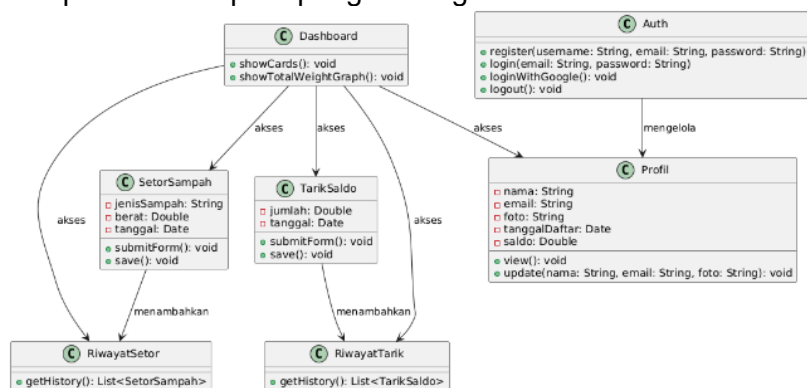 C Dashboard
showCards(): void
showTotalWeightGraph(): void
C Auth
register(username: String, email: String, password: String)
login(email: String, password: String)
loginWithGoogle(): void
logout(): void
akses
akses
akses
mengelola
akses
akses
C SetorSampah
jenisSampah: String
berat: Double
tanggal: Date
submitForm(): void
save(): void
C TarikSaldo
jumlah: Double
tanggal: Date
submitForm(): void
save(): void
C Profil
nama: String
email: String
foto: String
tanggalDaftar: Date
saldo: Double
view(): void
update(nama: String, email: String, foto: String): void
menambahkan
menambahkan
C RiwayatSetor
getHistory(): List<SetorSampah>
C RiwayatTarik
getHistory(): List<TarikSaldo>